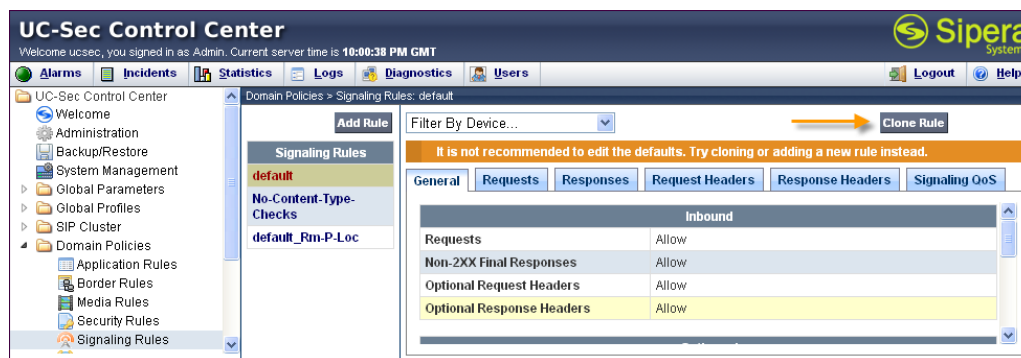 UC-Sec Control Center
Sipera
System
Welcome ucsec, you signed in as Admin. Current server time is 10:00:38 PM GMT
Alarms Incidents Statistics Logs Diagnostics Users Logout Help
UC-Sec Control Center
Welcome
Administration
Backup/Restore
System Management
Global Parameters
Global Profiles
SIP Cluster
Domain Policies
Application Rules
Border Rules
Media Rules
Security Rules
Signaling Rules
Domain Policies > Signaling Rules: default
Add Rule
Filter By Device...
Clone Rule
Signaling Rules
default
No-Content-Type-
Checks
default_Rm-P-Loc
It is not recommended to edit the defaults. Try cloning or adding a new rule instead.
General Requests Responses Request Headers Response Headers Signaling QoS
Inbound
Requests Allow
Non-2XX Final Responses Allow
Optional Request Headers Allow
Optional Response Headers Allow